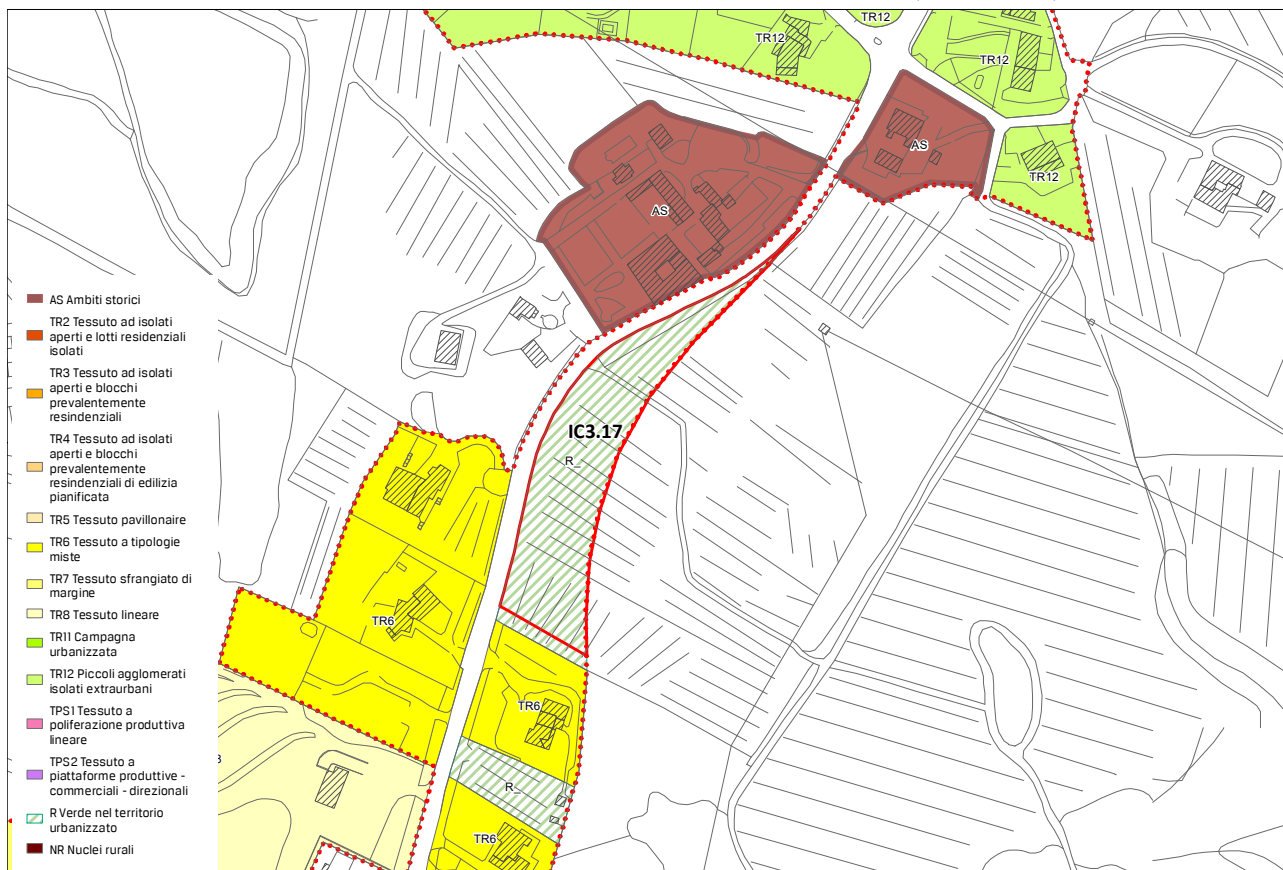 TR12
TR12
TR12
AS
TR12
AS
IC3.17
R_
TR6
TR6
R_
TR6
AS Ambiti storici
TR2 Tessuto ad isolati
aperti e lotti residenziali
isolati
TR3 Tessuto ad isolati
aperti e blocchi
prevalentemente
resindenziali
TR4 Tessuto ad isolati
aperti e blocchi
prevalentemente
residenziali di edilizia
pianificata
TR5 Tessuto pavillonaire
TR6 Tessuto a tipologie
miste
TR7 Tessuto sfrangiato di
margine
TR8 Tessuto lineare
TR11 Campagna
urbanizzata
TR12 Piccoli agglomerati
isolati extraurbani
TPS1 Tessuto a
poliferazione produttiva
lineare
TPS2 Tessuto a
piattaforme produttive -
commerciali - direzionali
R Verde nel territorio
urbanizzato
NR Nuclei rurali